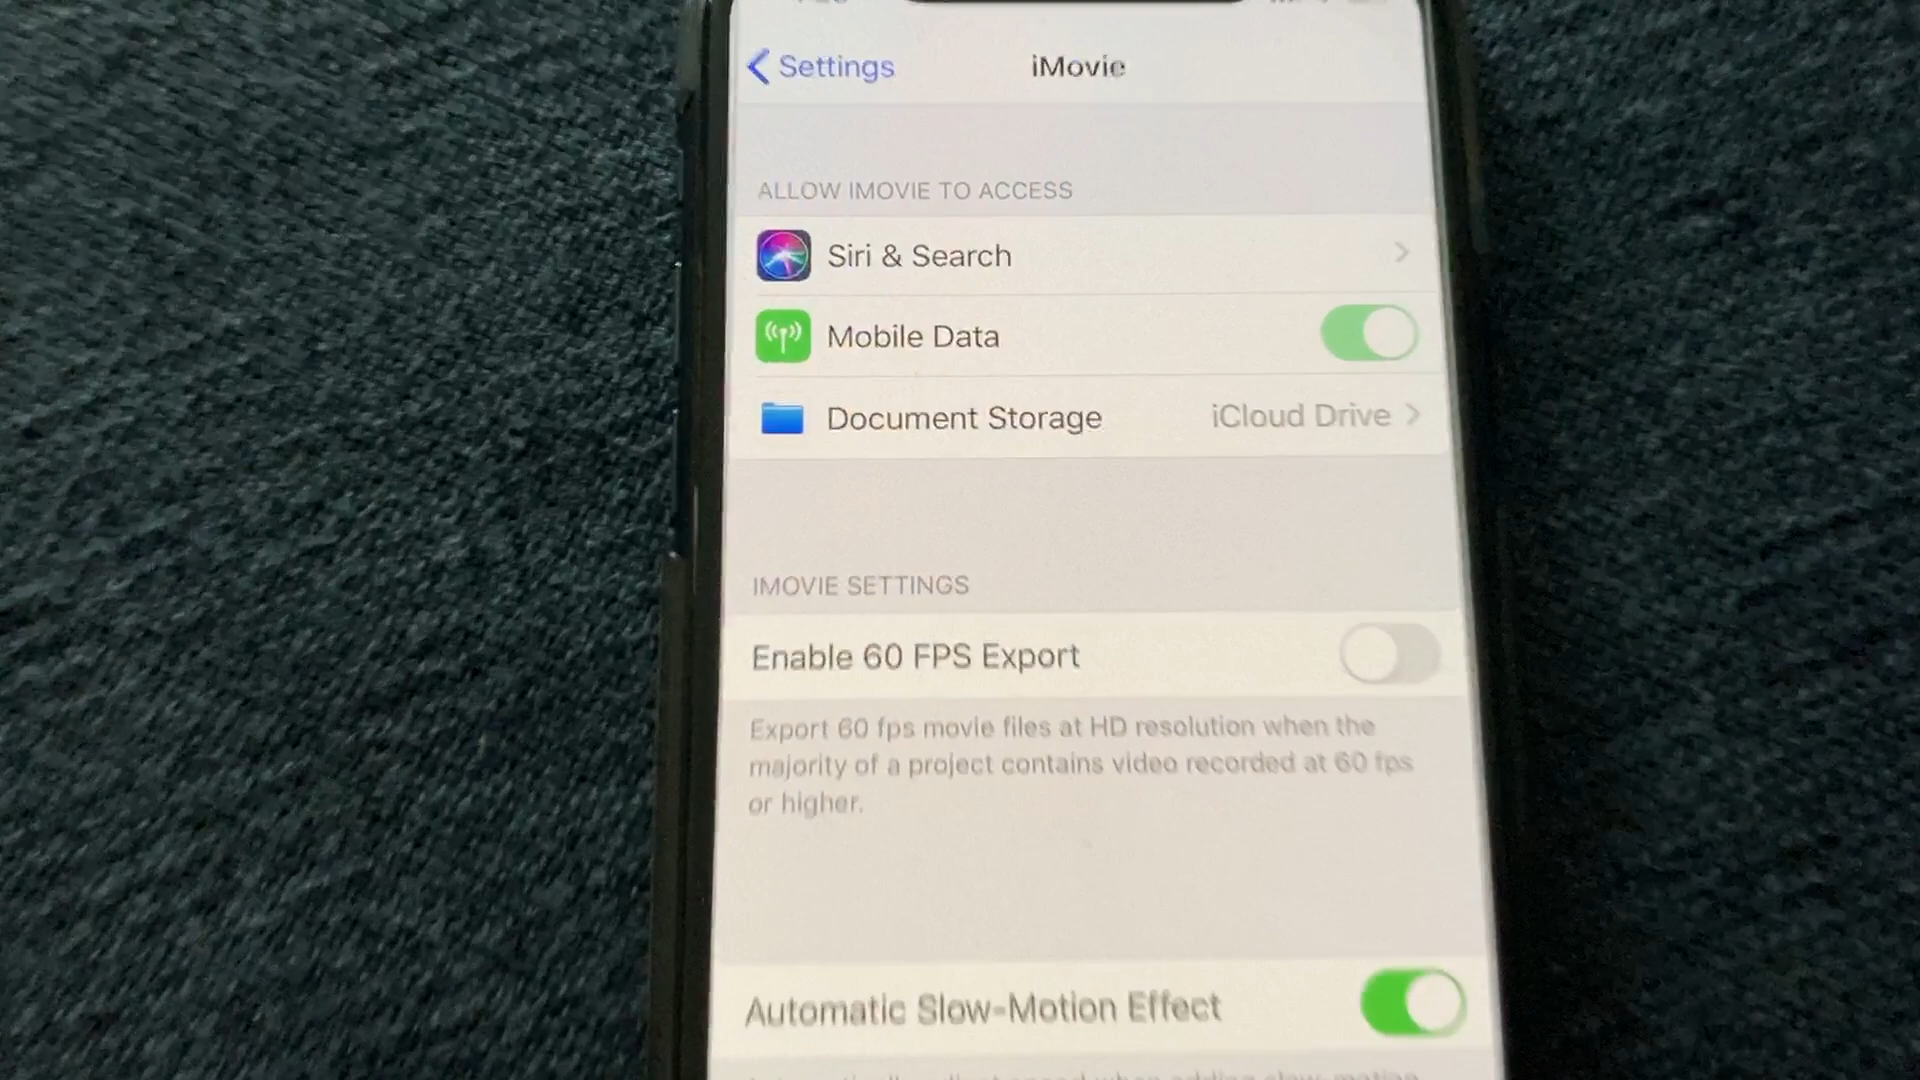 Settings
iMovie
ALLOW IMOVIE TO ACCESS
Siri & Search
Mobile Data
Document Storage
iCloud Drive
IMOVIE SETTINGS
Enable 60 FPS Export
Export 60 fps movie files at HD resolution when the
majority of a project contains video recorded at 60 fps
or higher.
Automatic Slow-Motion Effect